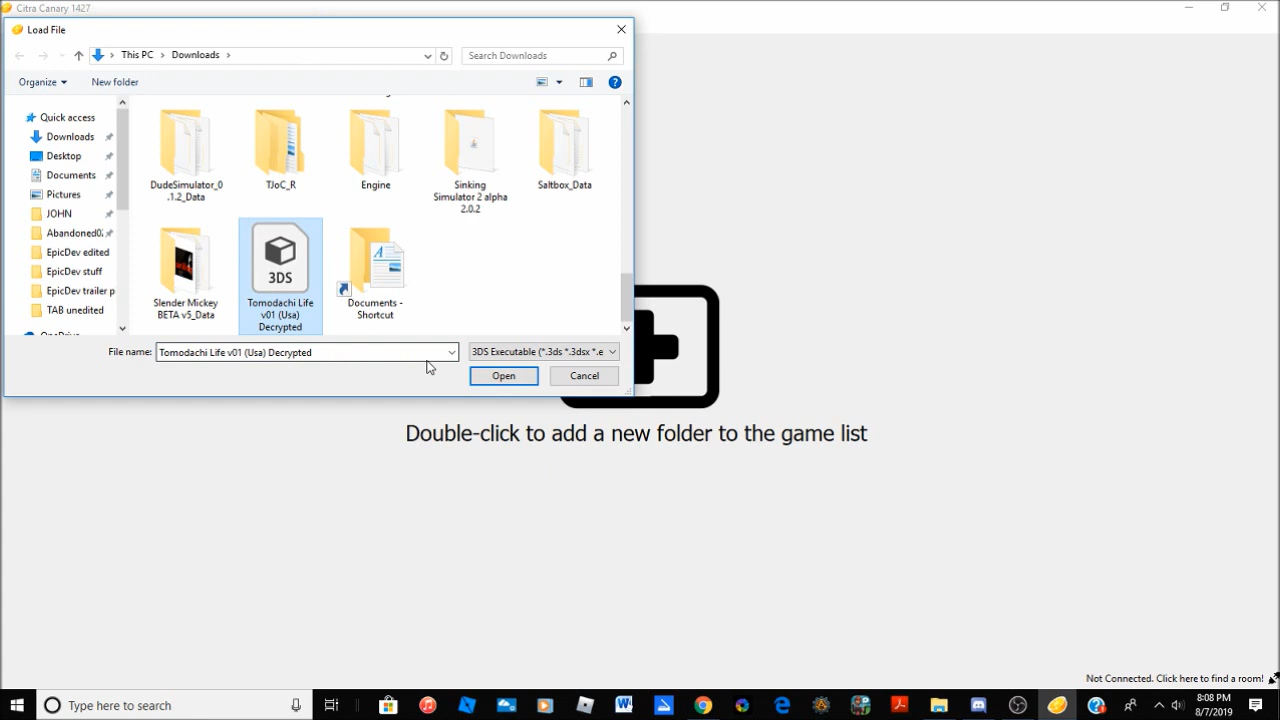 Citra Canary 1427
Load File
This PC
Downloads
Search Downloads
Organize
New folder
Quick access
Downloads
Desktop
Documents
Pictures
JOHN
EpicDev edited
EpicDev stuff
EpicDev trailer p
TAB unedited
DudeSimulator_0
.1.2_Data
TJoC_R
Engine
Sinking
Simulator 2 alpha
2.0.2
Saltbox_Data
Slender Mickey
BETA v5_Data
3DS
Tomodachi Life
v01 (Usa)
Decrypted
Documents -
Shortcut
File name:
Tomodachi Life v01 (Usa) Decrypted
3DS Executable (*.3ds *.3dsx *.e
Open
Cancel
Double-click to add a new folder to the game list
Not Connected. Click here to find a room!
Type here to search
8:08 PM
8/7/2019